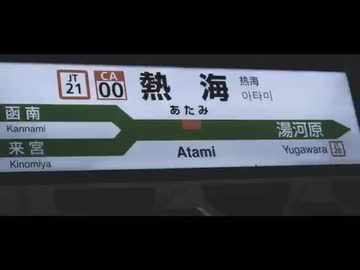 JT
21
CA
00
熱海
熱海
아타미
あたみ
函南
Kannami
来宮
Kinomiya
Atami
湯河原
Yugawara
JT
20